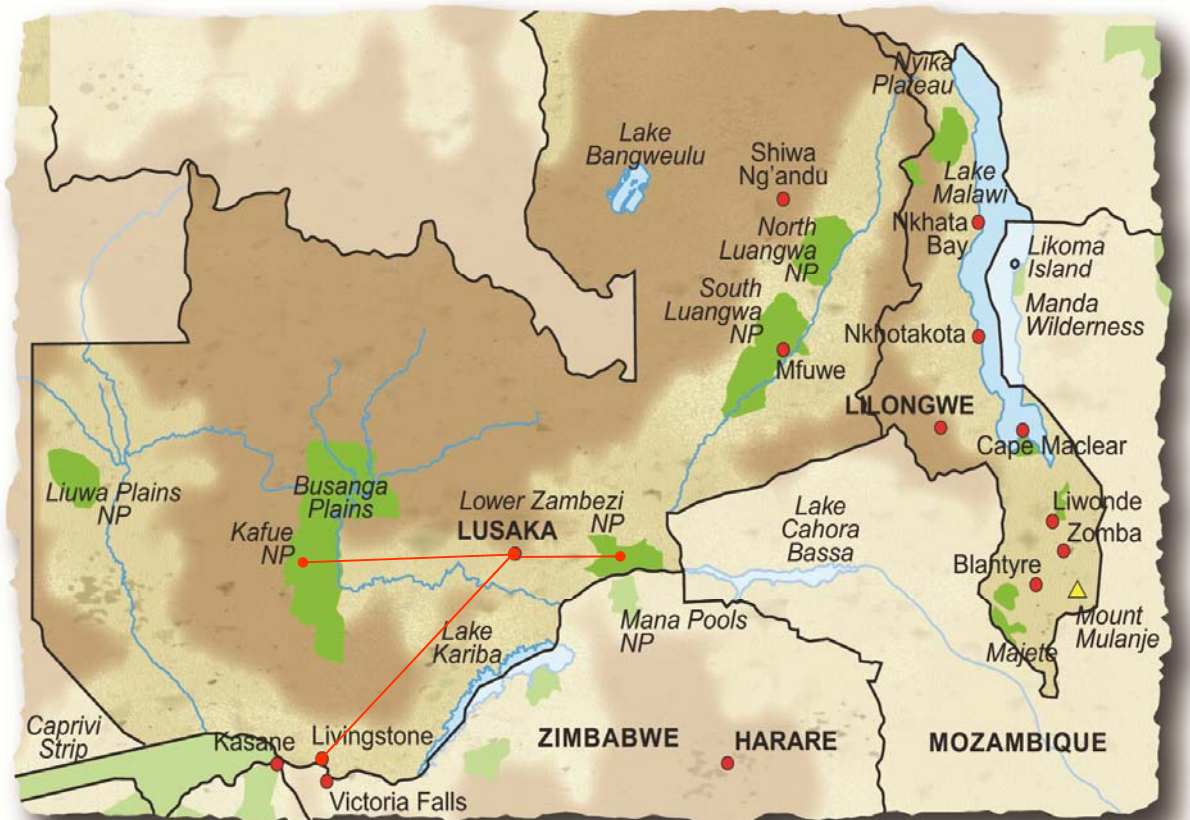 Nyika
Plateau
Lake
Bangweulu
Shiwa
Ng'andu
Lake
Malawi
North
Luangwa
NP
Nkhata
Bay
Likoma
Island
South
Luangwa
NP
Manda
Wilderness
Nkhotakota
Mfuwe
LILONGWE
Cape Maclear
Liuwa Plains
NP
Busanga
Plains
Lower Zambezi
NP
Lake
Cahora
Bassa
Liwonde
Zomba
Kafue
NP
LUSAKA
Blantyre
Mana Pools
NP
Mount
Mulanje
Lake
Kariba
Majete
Caprivi
Strip
Kasane
Livingstone
ZIMBABWE
HARARE
MOZAMBIQUE
Victoria Falls